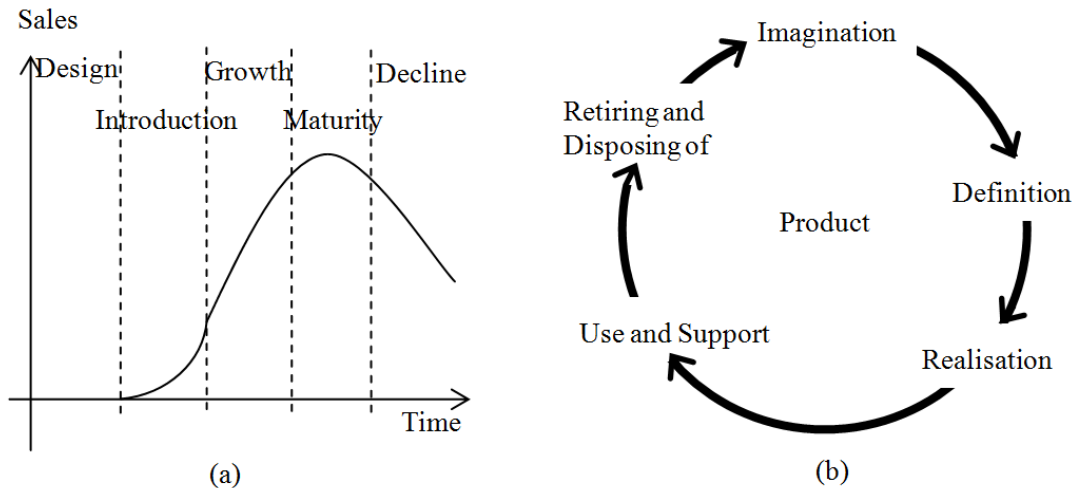 Sales
Design
Growth
Decline
Introduction
Maturity
Time
(a)
Imagination
Retiring and
Disposing of
Definition
Product
Use and Support
Realisation
(b)